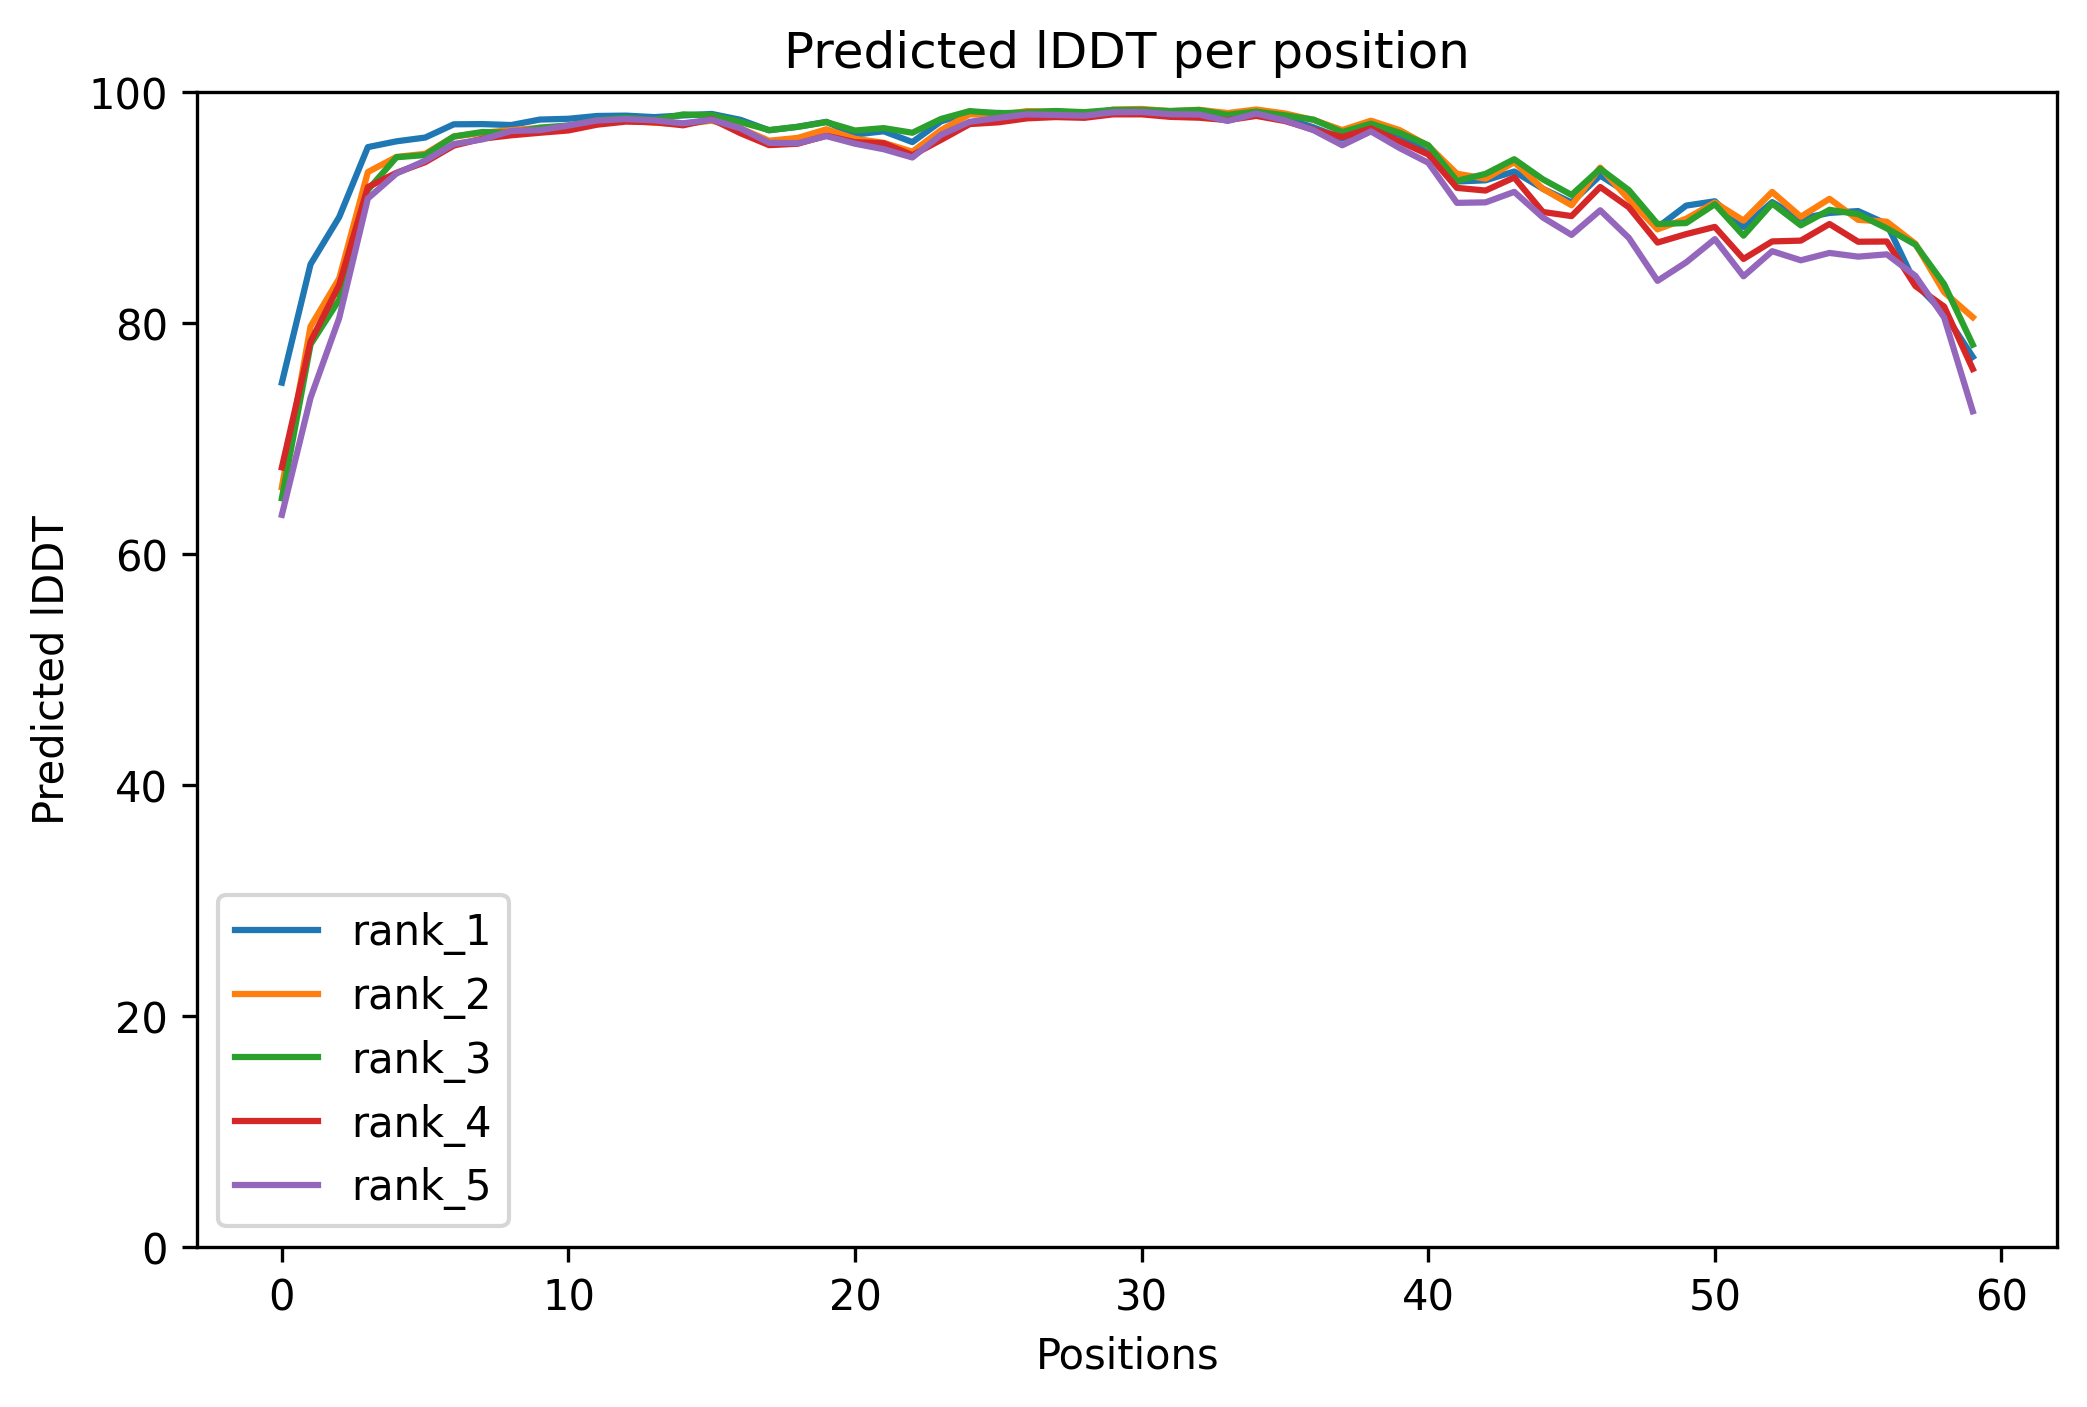 Predicted lDDT per position
100
80
60
40
20
0
Predicted lDDT
rank_1
rank_2
rank_3
rank_4
rank_5
0 10 20 30 40 50 60
Positions